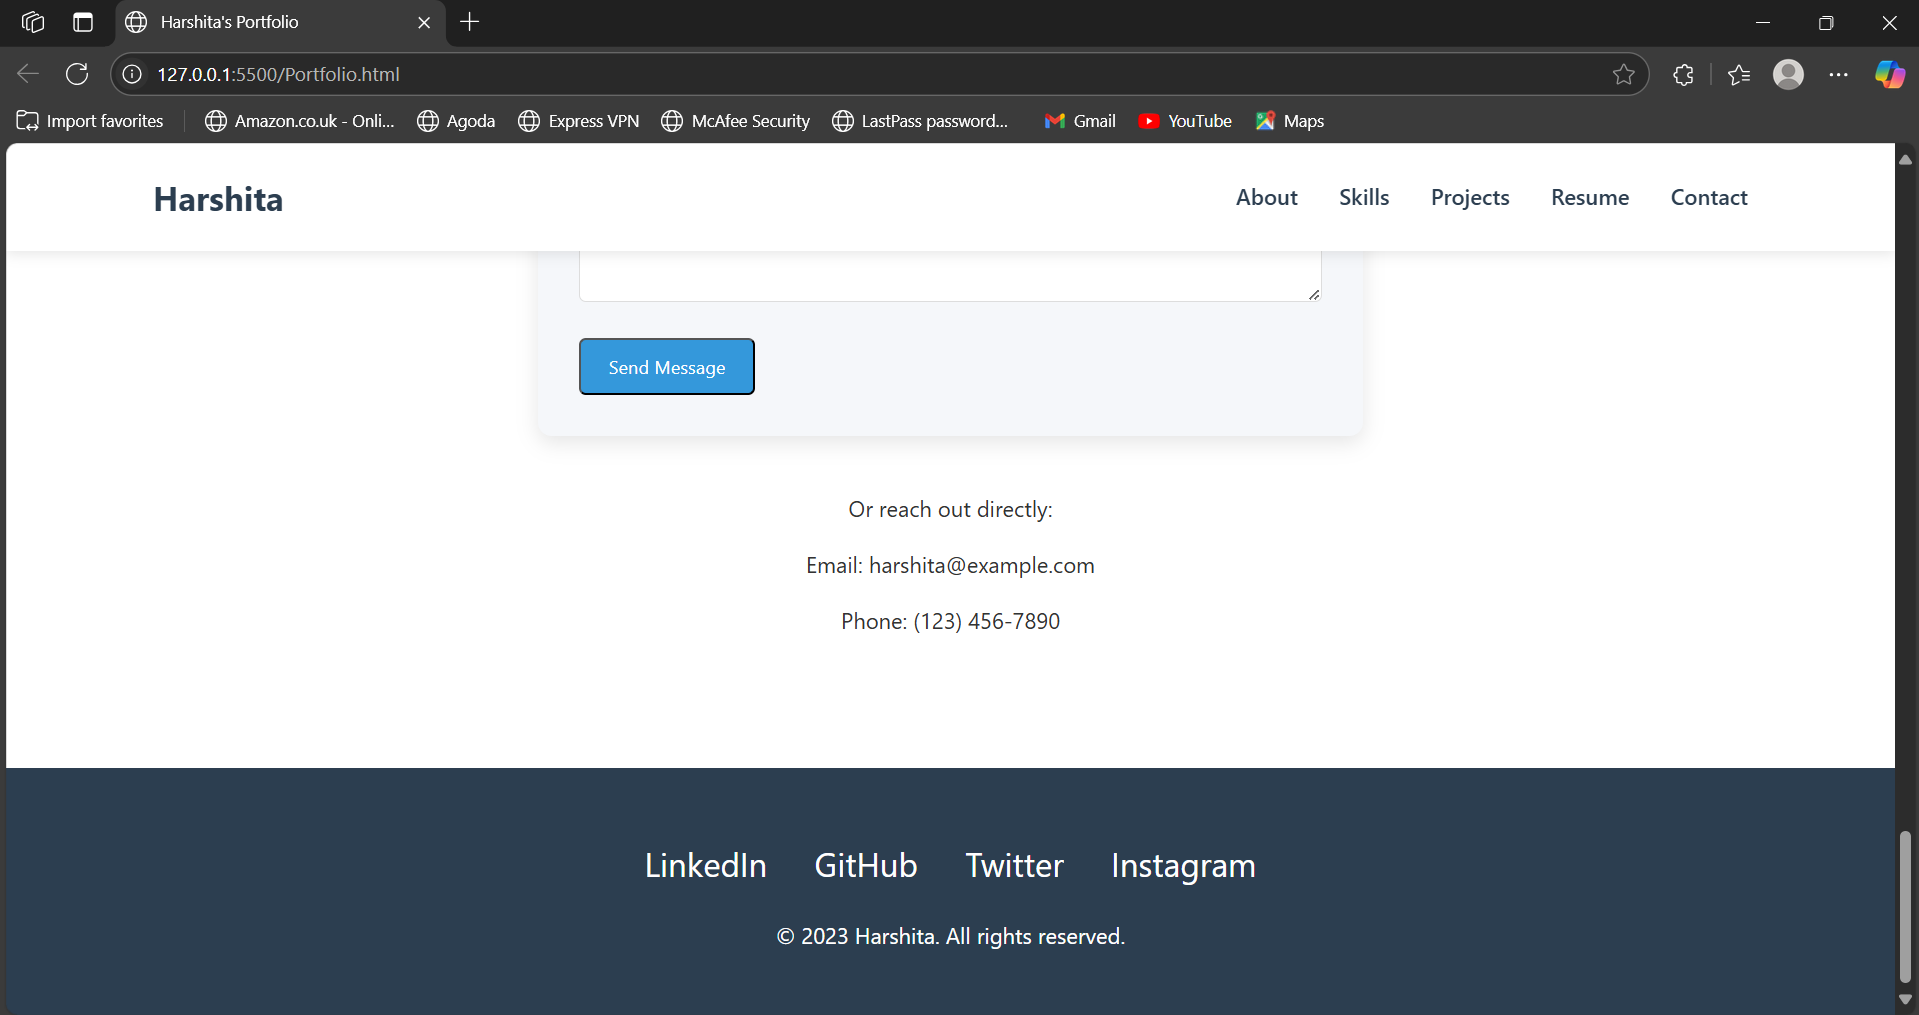 Harshita's Portfolio
127.0.0.1:5500/Portfolio.html
Import favorites Amazon.co.uk - Onli... Agoda Express VPN McAfee Security LastPass password... Gmail YouTube Maps
Harshita About Skills Projects Resume Contact
Send Message
Or reach out directly:
Email: harshita@example.com
Phone: (123) 456-7890
LinkedIn GitHub Twitter Instagram
© 2023 Harshita. All rights reserved.